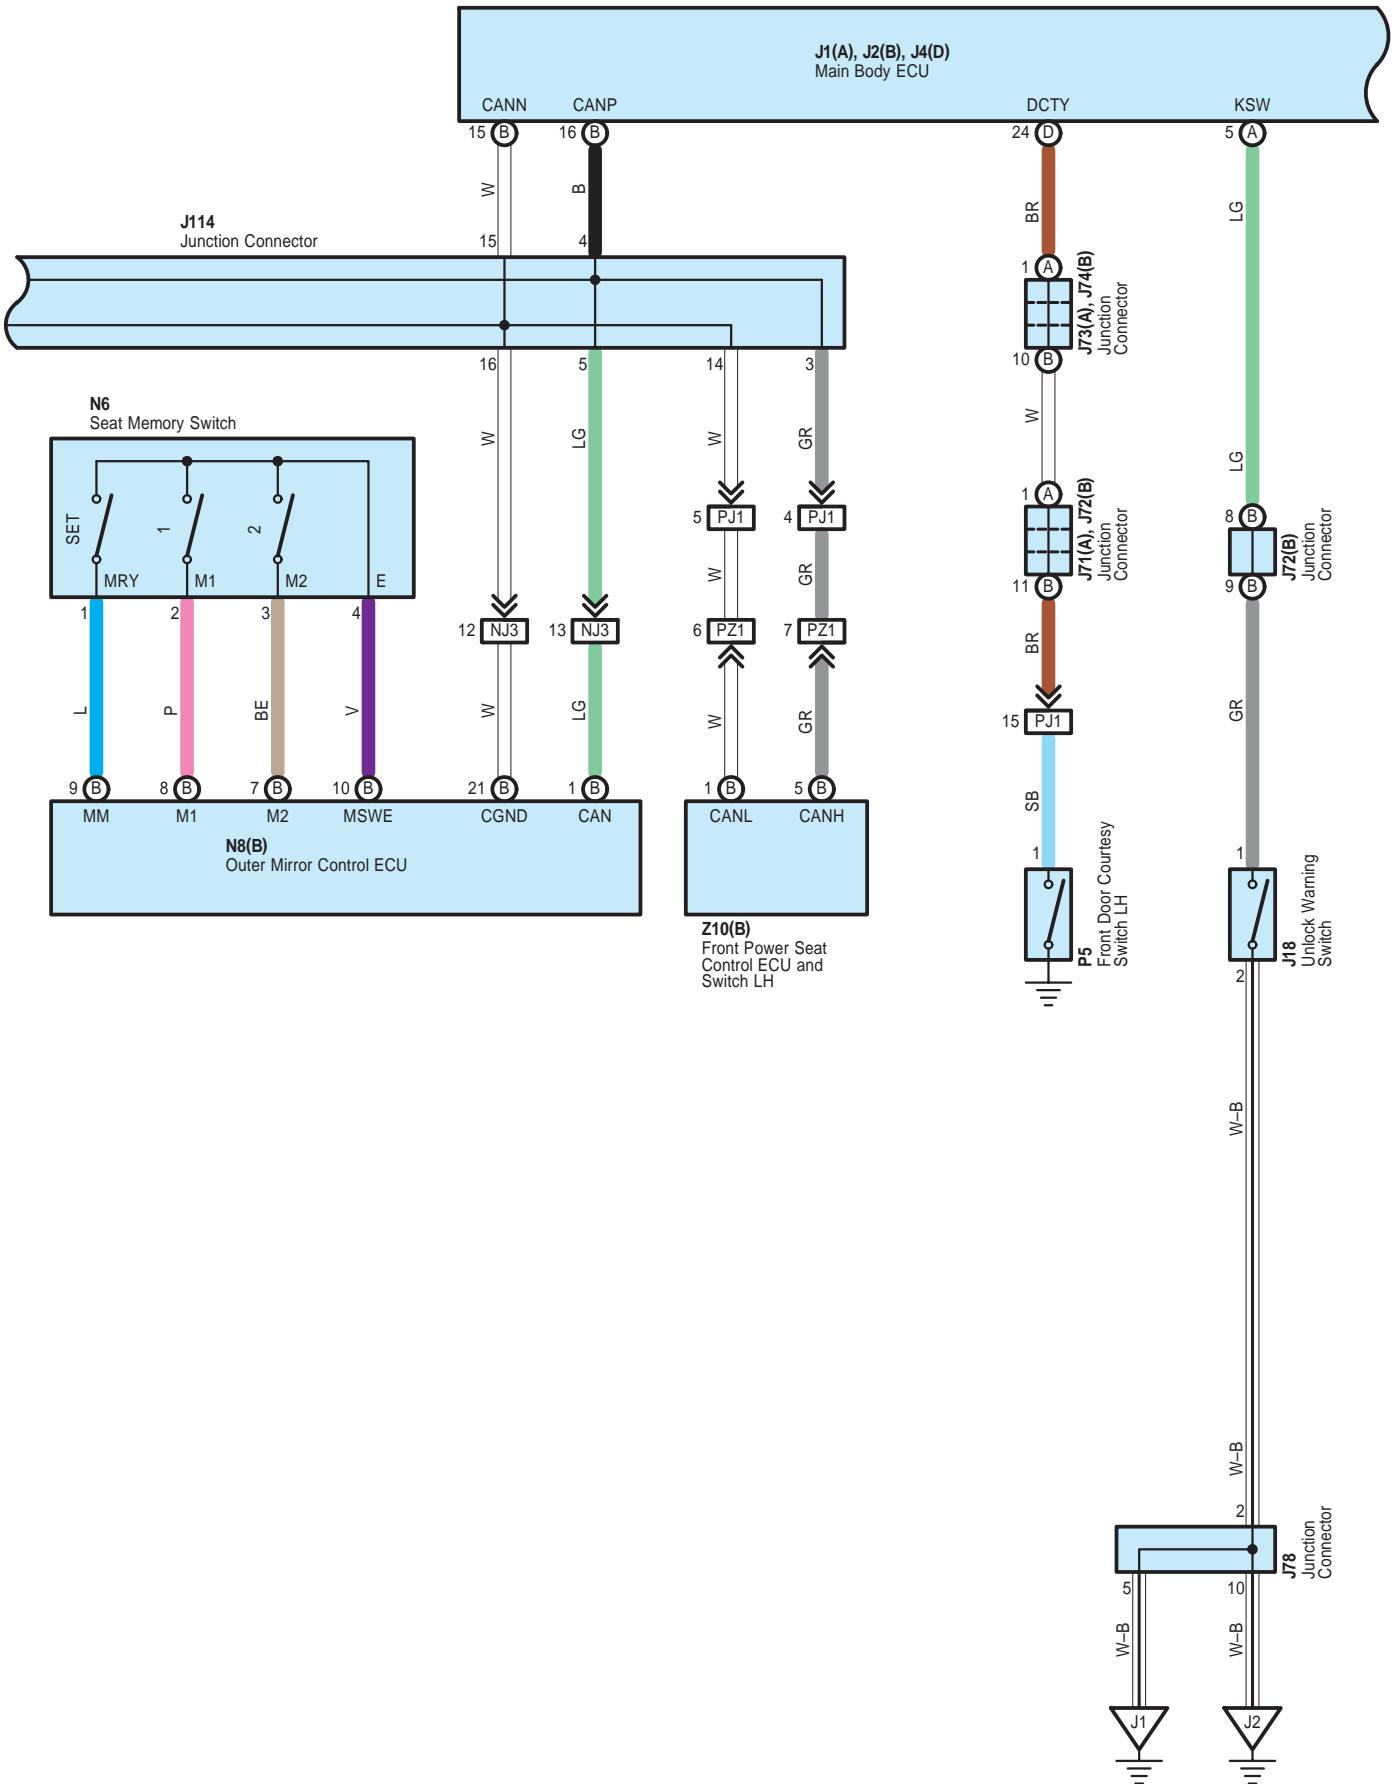 J1(A), J2(B), J4(D)
Main Body ECU
CANN CANP DCTY KSW
15 B 16 B 24 D 5 A
W B BR LG
J114
Junction Connector
15 4
1 A
J73(A), J74(B)
Junction
Connector
10 B
16 5 14 3
W LG W GR W LG
N6
Seat Memory Switch
SET 1 2
MRY M1 M2 E
1 2 3 4
5 PJ1 4 PJ1
W GR
1 A
J71(A), J72(B)
Junction
Connector
11 B
8 B
J72(B)
Junction
Connector
9 B
12 NJ3 13 NJ3 6 PZ1 7 PZ1
BR
L P BE V W LG W GR GR
15 PJ1
SB
9 B 8 B 7 B 10 B 21 B 1 B 1 B 5 B
MM M1 M2 MSWE CGND CAN CANL CANH
N8(B)
Outer Mirror Control ECU
Z10(B)
Front Power Seat
Control ECU and
Switch LH
1
P5
Front Door Courtesy
Switch LH
1
J18
Unlock Warning
Switch
2
W–B
W–B
2
J78
Junction
Connector
5 10
W–B W–B
J1 J2